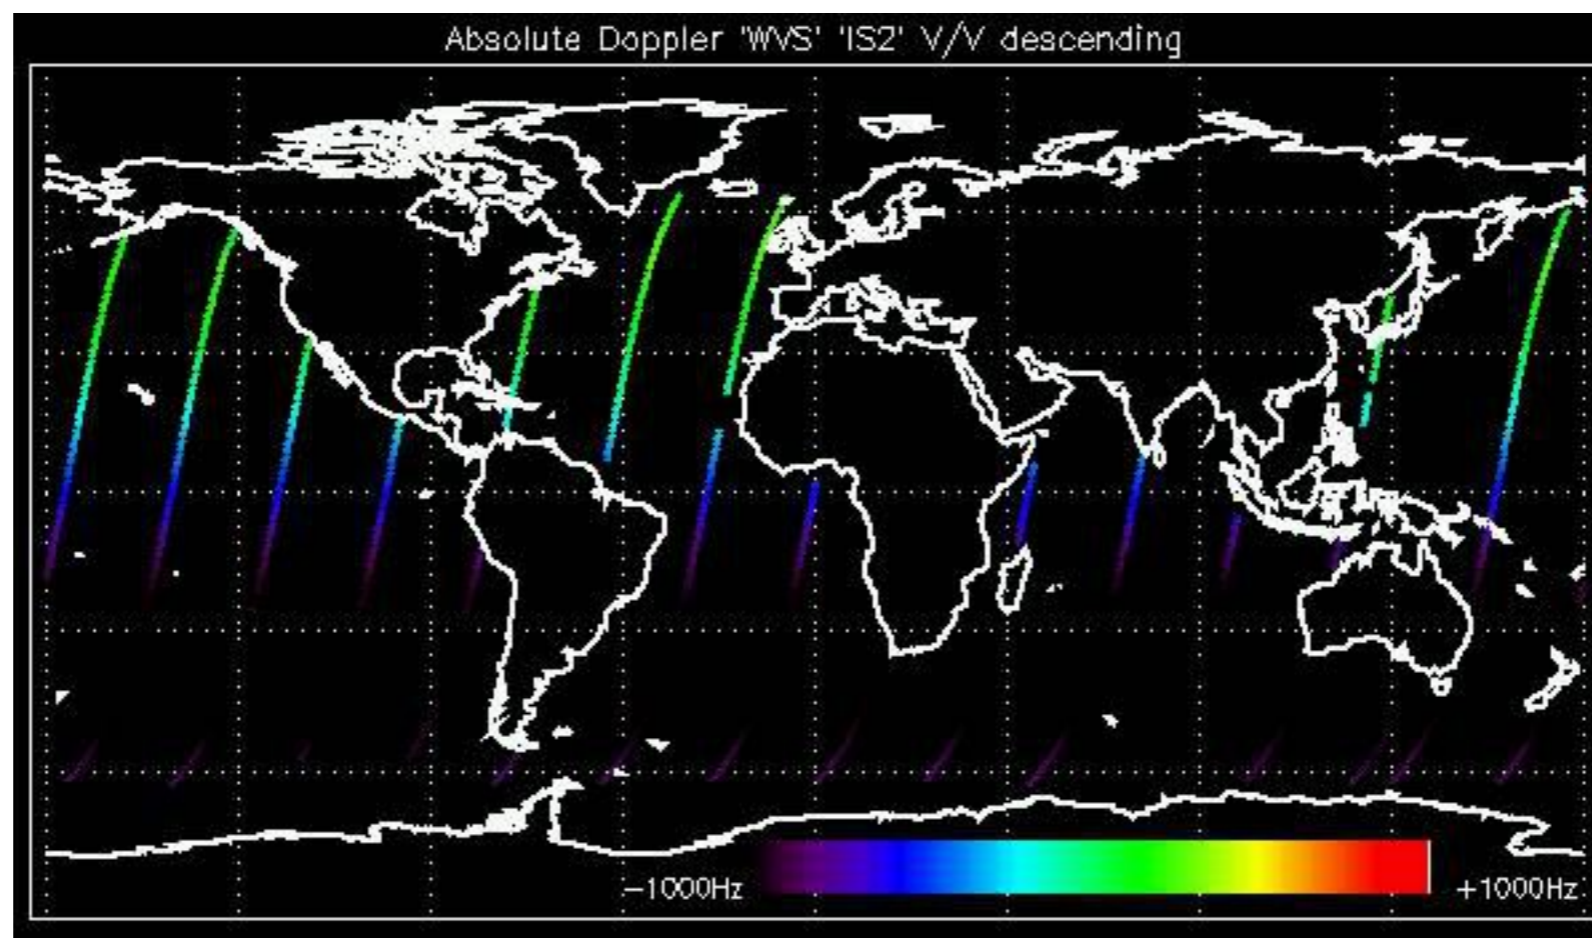 Absolute Doppler 'WVS' 'IS2' V/V descending
−1000Hz +1000Hz